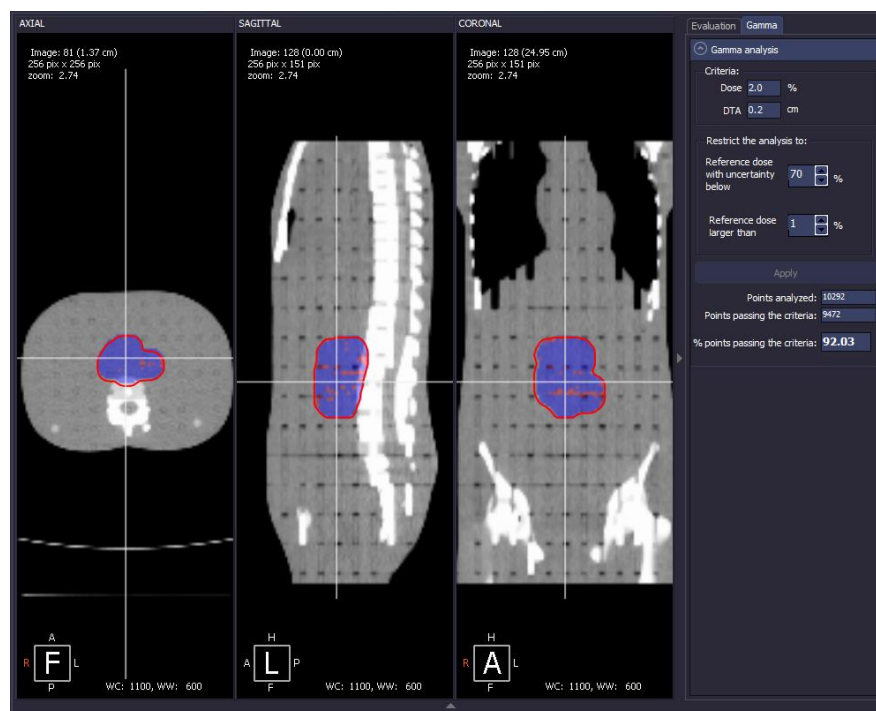 AXIAL
Image: 81 (1.37 cm)
256 pix x 256 pix
zoom: 2.74
A
R F L
P
WC: 1100, WW: 600
SAGITTAL
Image: 128 (0.00 cm)
256 pix x 151 pix
zoom: 2.74
H
A L P
F
WC: 1100, WW: 600
CORONAL
Image: 128 (24.95 cm)
256 pix x 151 pix
zoom: 2.74
H
R A L
F
WC: 1100, WW: 600
Evaluation Gamma
Gamma analysis
Criteria:
Dose 2.0 %
DTA 0.2 cm
Restrict the analysis to:
Reference dose
with uncertainty 70 %
below
Reference dose 1 %
larger than
Apply
Points analyzed: 10292
Points passing the criteria: 9472
% points passing the criteria: 92.03